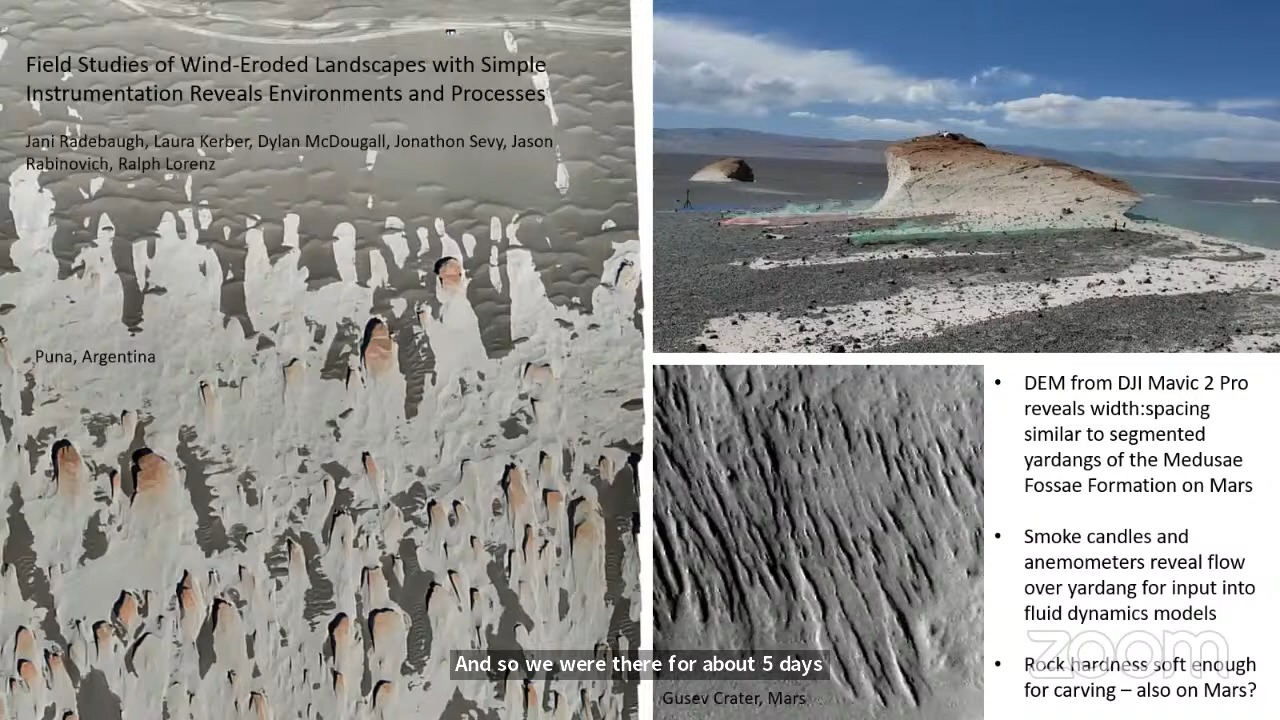 Field Studies of Wind-Eroded Landscapes with Simple
Instrumentation Reveals Environments and Processes
Jani Radebaugh, Laura Kerber, Dylan McDougall, Jonathon Sevy, Jason
Rabinovich, Ralph Lorenz
Puna, Argentina
• DEM from DJI Mavic 2 Pro
reveals width:spacing
similar to segmented
yardangs of the Medusae
Fossae Formation on Mars
• Smoke candles and
anemometers reveal flow
over yardang for input into
fluid dynamics models
• Rock hardness soft enough
for carving – also on Mars?
zoom
And so we were there for about 5 days
Gusev Crater, Mars